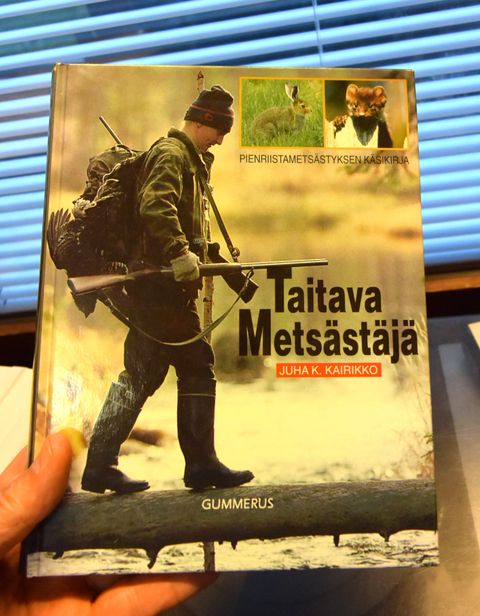 PIENRIISTAMETSÄSTYKSEN KÄSIKIRJA
Taitava
Metsästäjä
JUHA K. KAIRIKKO
GUMMERUS